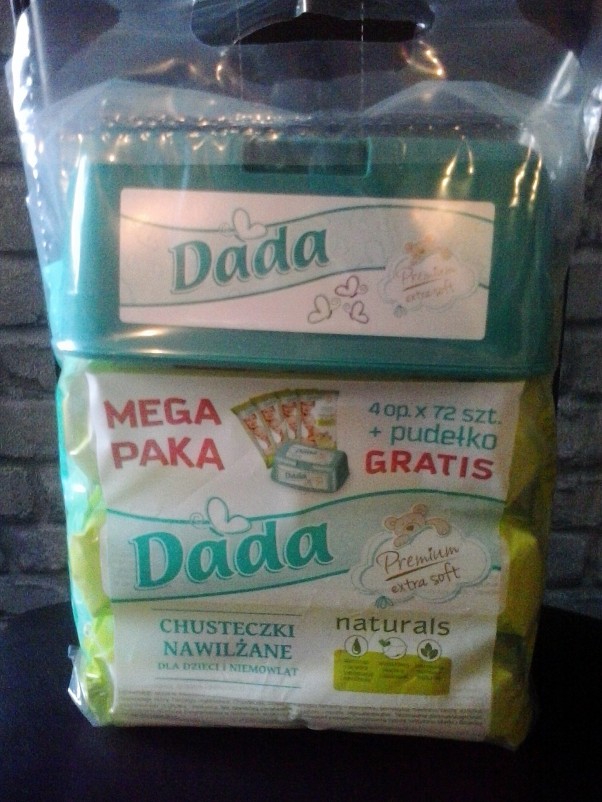 Dada
Premium
extra soft
MEGA
PAKA
4 op. x 72 szt.
+ pudełko
GRATIS
Dada
Premium
extra soft
CHUSTECZKI
NAWILŻANE
DLA DZIECI I NIEMOWLĄT
naturals